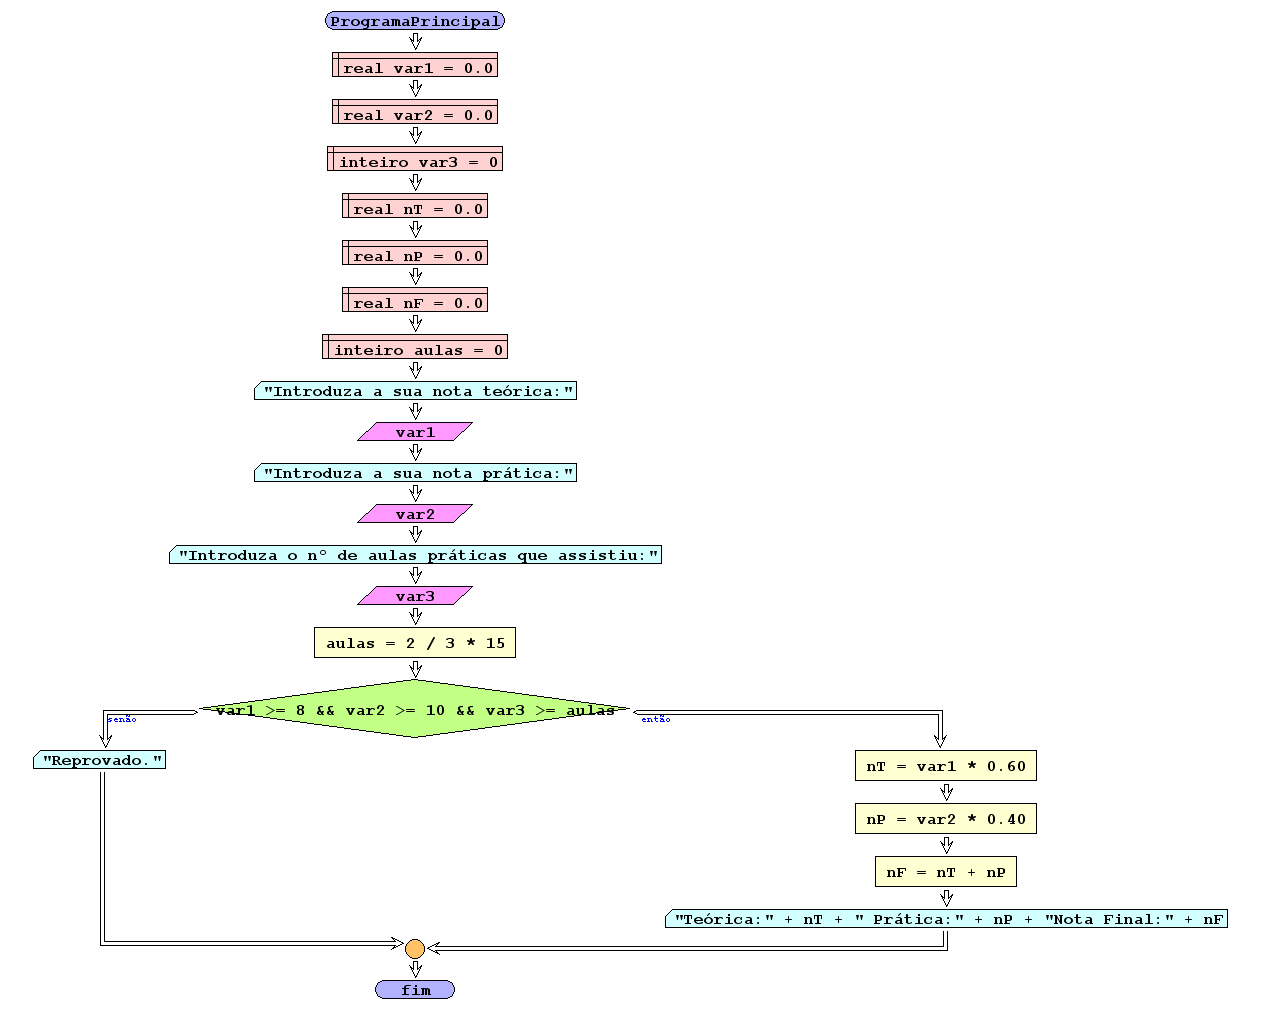 ProgramaPrincipal
real var1 = 0.0
real var2 = 0.0
inteiro var3 = 0
real nT = 0.0
real nP = 0.0
real nF = 0.0
inteiro aulas = 0
"Introduza a sua nota teórica:"
var1
"Introduza a sua nota prática:"
var2
"Introduza o nº de aulas práticas que assistiu:"
var3
aulas = 2 / 3 * 15
var1 >= 8 && var2 >= 10 && var3 >= aulas
senão
"Reprovado."
então
nT = var1 * 0.60
nP = var2 * 0.40
nF = nT + nP
"Teórica:" + nT + " Prática:" + nP + "Nota Final:" + nF
fim